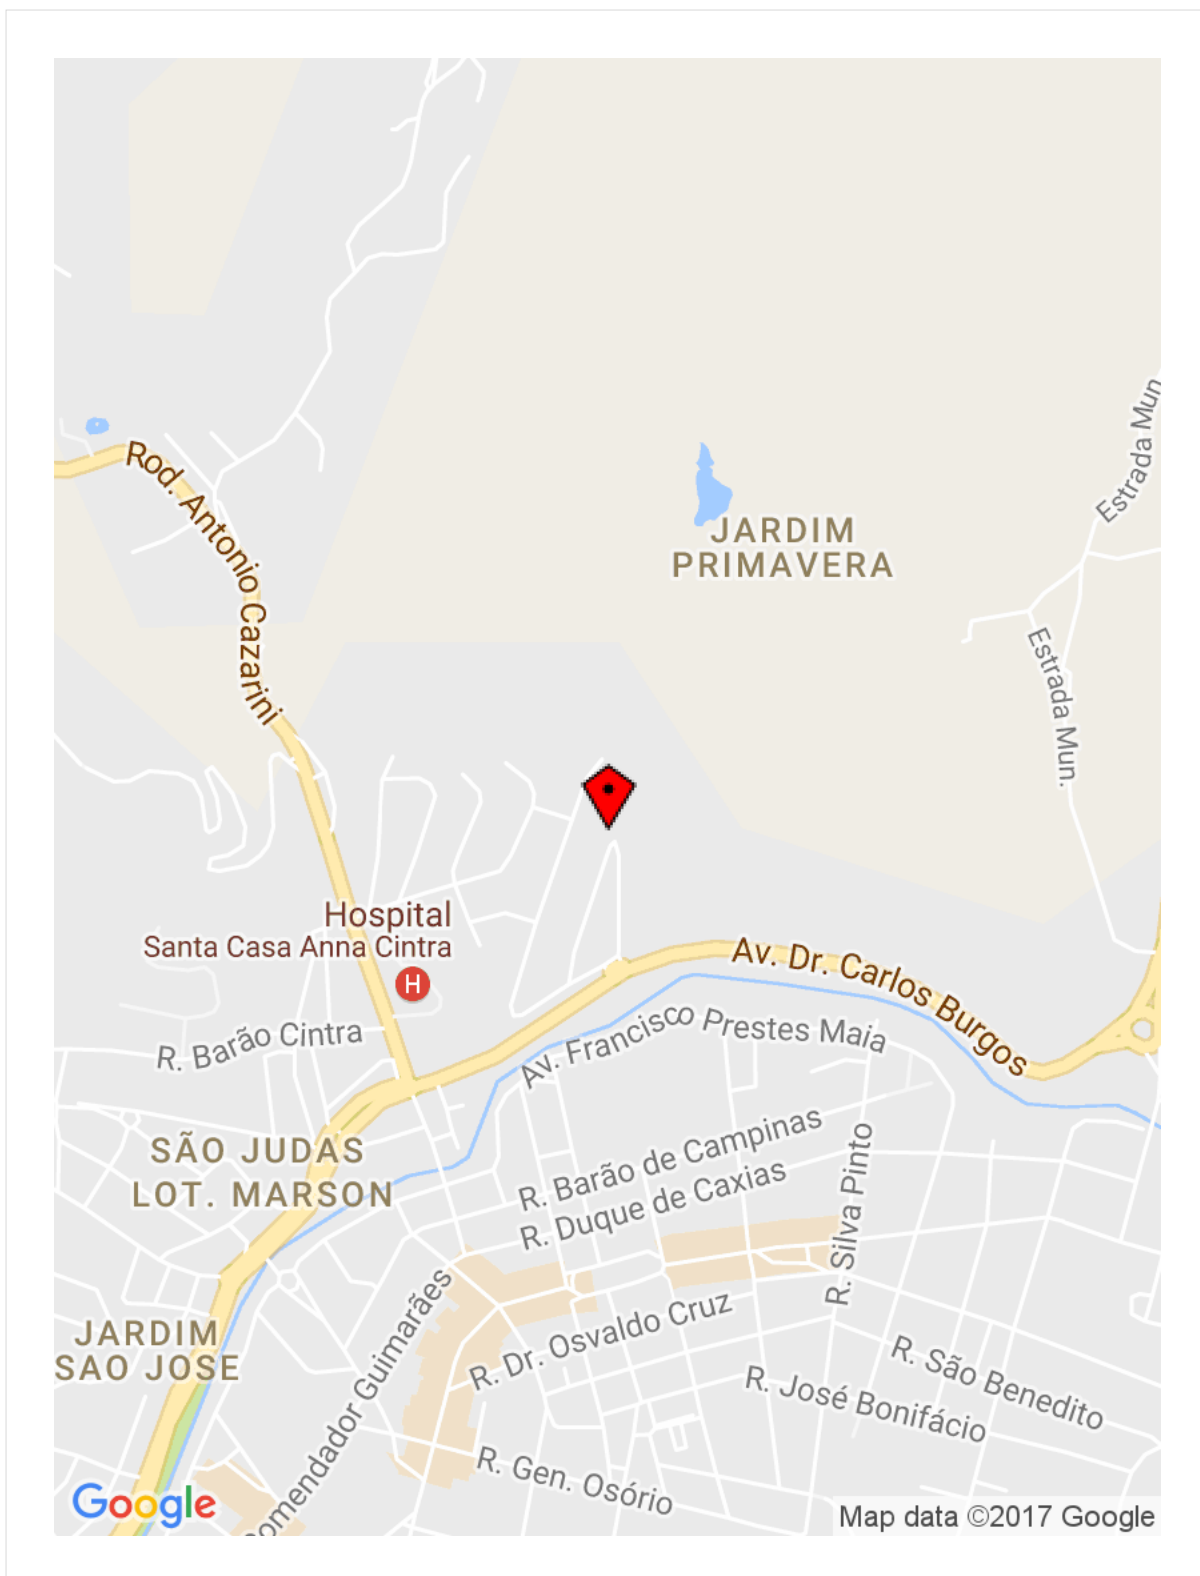 Estrada Mun
Rod. Antonio Cazarini
JARDIM
PRIMAVERA
Estrada Mun.
Hospital
Santa Casa Anna Cintra
H
Av. Dr. Carlos Burgos
R. Barão Cintra
Av. Francisco Prestes Maia
SÃO JUDAS
LOT. MARSON
R. Barão de Campinas
R. Duque de Caxias
R. Silva Pinto
JARDIM
SAO JOSE
omendador Guimarães
R. Dr. Osvaldo Cruz
R. São Benedito
R. José Bonifácio
R. Gen. Osório
Google
Map data ©2017 Google